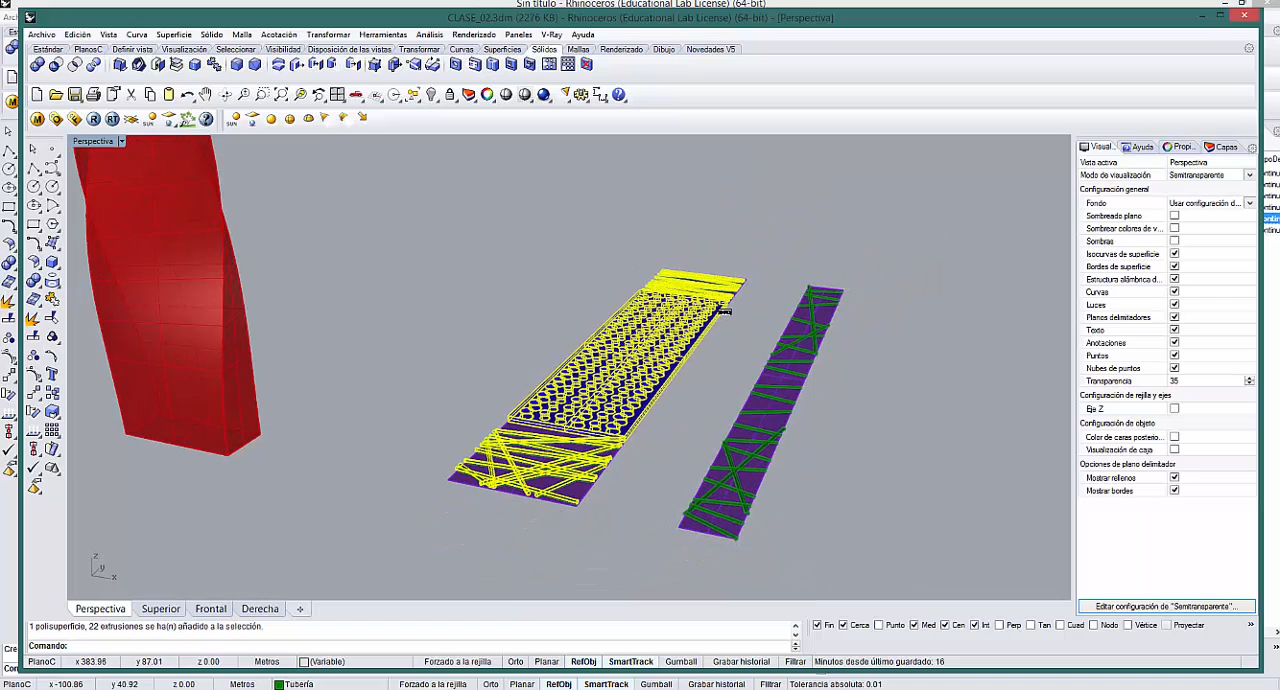 Sin título - Rhinoceros (Educational Lab License) (64-bit)
CLASE_02.3dm (2276 KB) - Rhinoceros (Educational Lab License) (64-bit) - [Perspectiva]
Archivo Edición Vista Curva Superficie Sólido Malla Acotación Transformar Herramientas Análisis Renderizado Paneles V-Ray Ayuda
Estándar PlanosC Definir vista Visualización Seleccionar Visibilidad Disposición de las vistas Transformar Curvas Superficies Sólidos Mallas Renderizado Dibujo Novedades V5
Perspectiva
Visual... Ayuda Propi... Capas
Vista activa Perspectiva
Modo de visualización Semitransparente
Configuración general
Fondo Usar configuración d...
Sombreado plano
Sombrear colores de v...
Sombras
Isocurvas de superficie
Bordes de superficie
Estructura alámbrica d...
Curvas
Luces
Planos delimitadores
Texto
Anotaciones
Puntos
Nubes de puntos
Transparencia 35
Configuración de rejilla y ejes
Eje Z
Configuración de objeto
Color de caras posterio...
Visualización de caja
Opciones de plano delimitador
Mostrar rellenos
Mostrar bordes
Editar configuración de "Semitransparente"...
z
y
x
Perspectiva Superior Frontal Derecha
1 polisuperficie, 22 extrusiones se ha(n) añadido a la selección.
Comando:
Fin Cerca Punto Med Cen Int Perp Tan Cuad Nodo Vértice Proyectar
PlanoC x 383.95 y 87.01 z 0.00 Metros (Variable) Forzado a la rejilla Orto Planar RefObj SmartTrack Gumball Grabar historial Filtrar Minutos desde último guardado: 16
PlanoC x -100.86 y 40.92 z 0.00 Metros Tubería Forzado a la rejilla Orto Planar RefObj SmartTrack Gumball Grabar historial Filtrar Tolerancia absoluta: 0.01